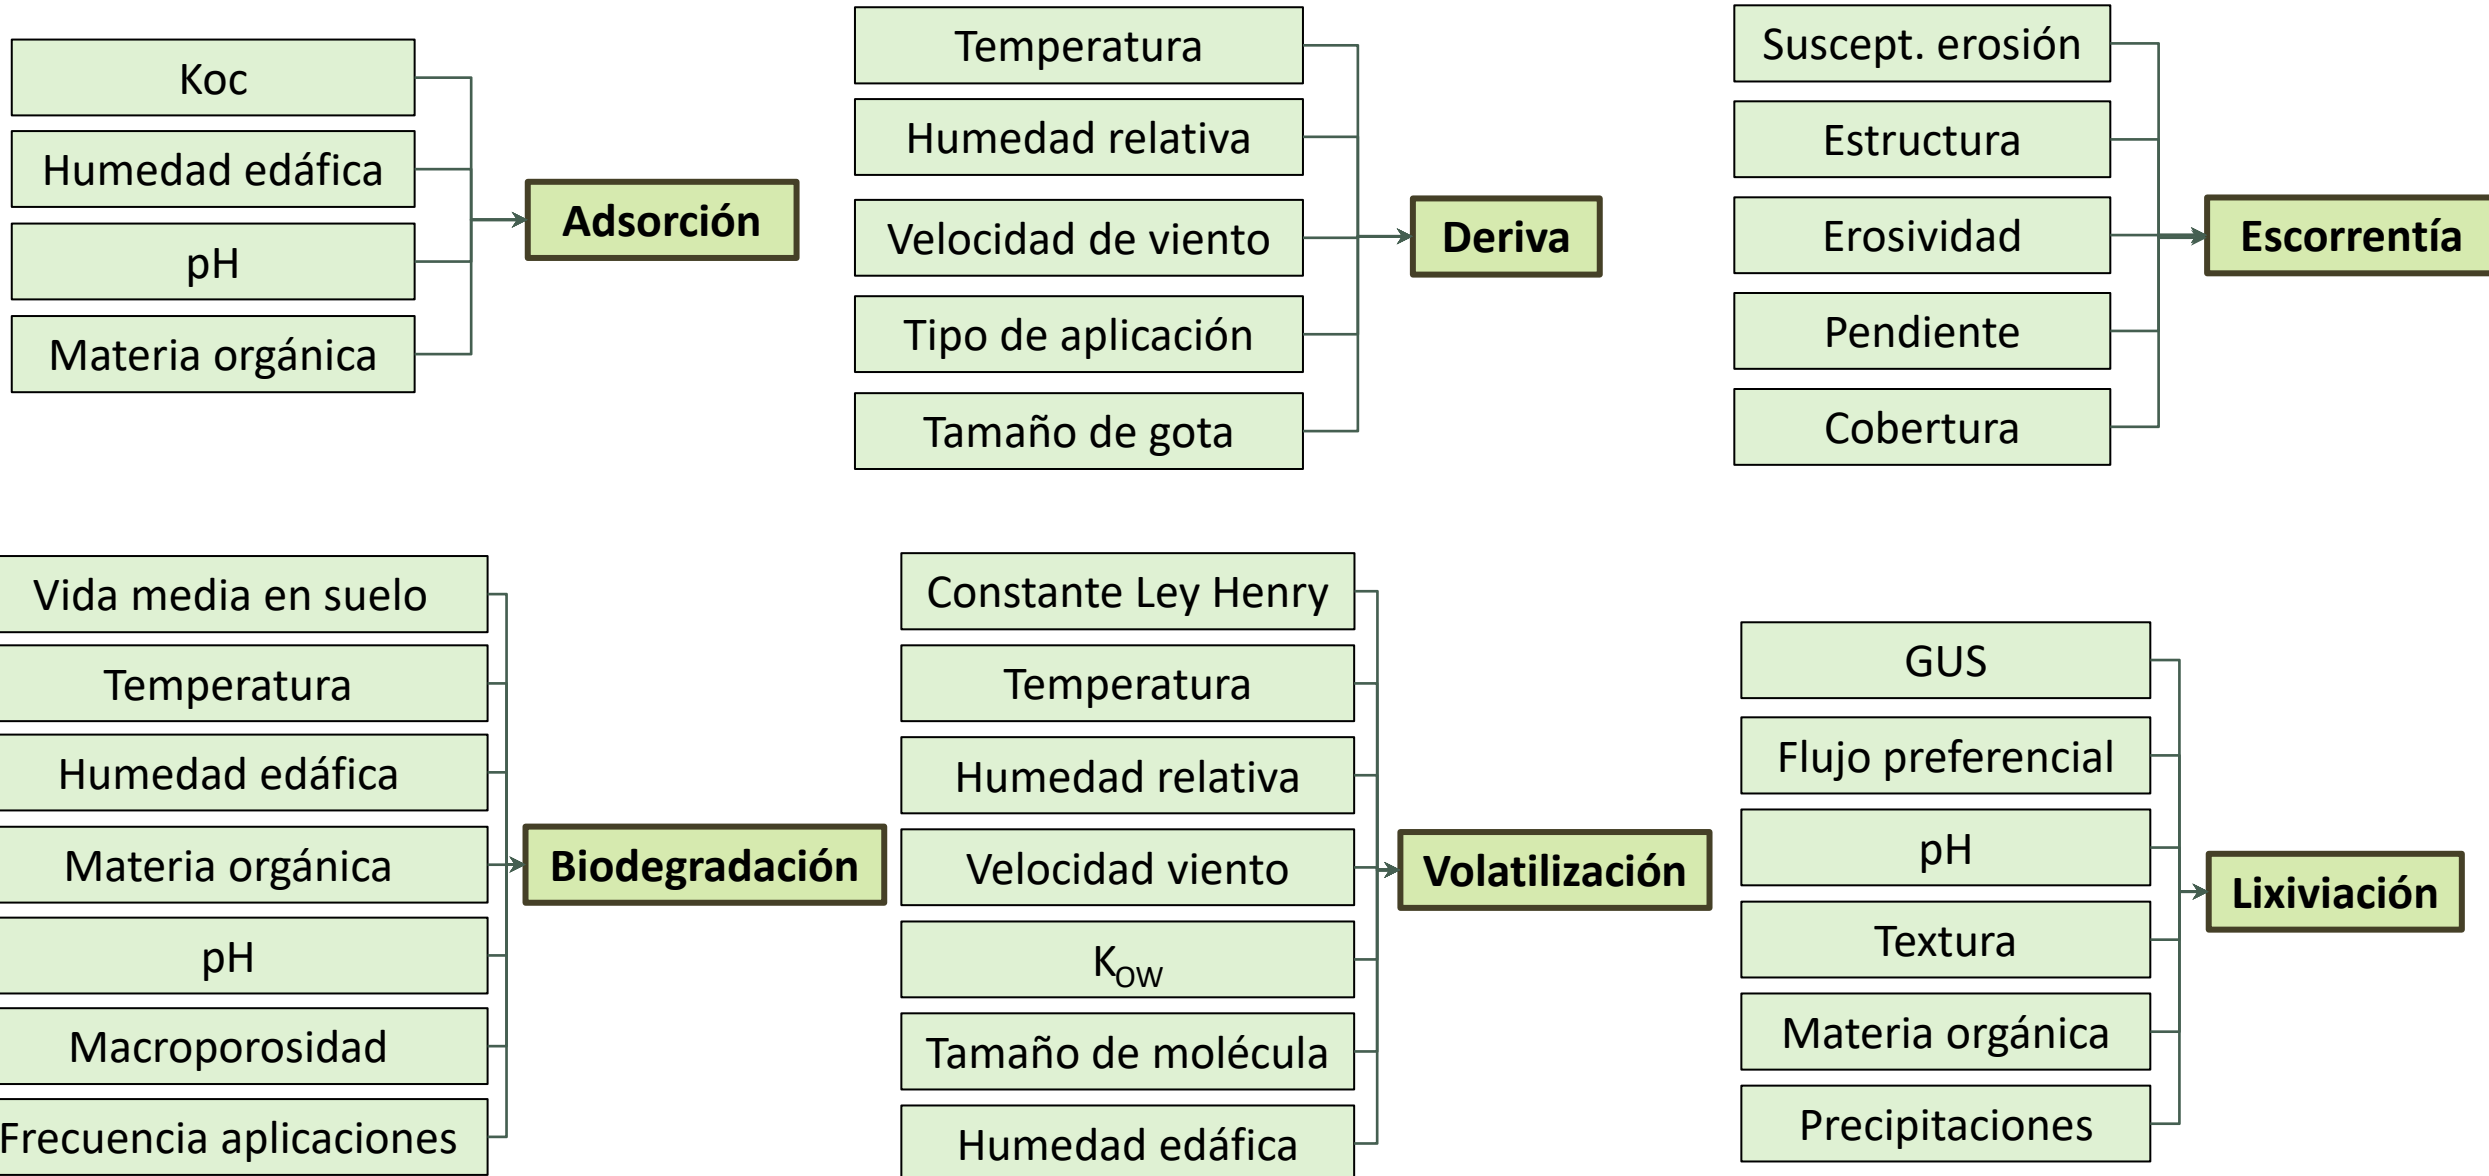 Koc
Humedad edáfica
pH
Materia orgánica
Adsorción
Temperatura
Humedad relativa
Velocidad de viento
Tipo de aplicación
Tamaño de gota
Deriva
Suscept. erosión
Estructura
Erosividad
Pendiente
Cobertura
Escorrentía
Vida media en suelo
Temperatura
Humedad edáfica
Materia orgánica
pH
Macroporosidad
Frecuencia aplicaciones
Biodegradación
Constante Ley Henry
Temperatura
Humedad relativa
Velocidad viento
K_OW
Tamaño de molécula
Humedad edáfica
Volatilización
GUS
Flujo preferencial
pH
Textura
Materia orgánica
Precipitaciones
Lixiviación